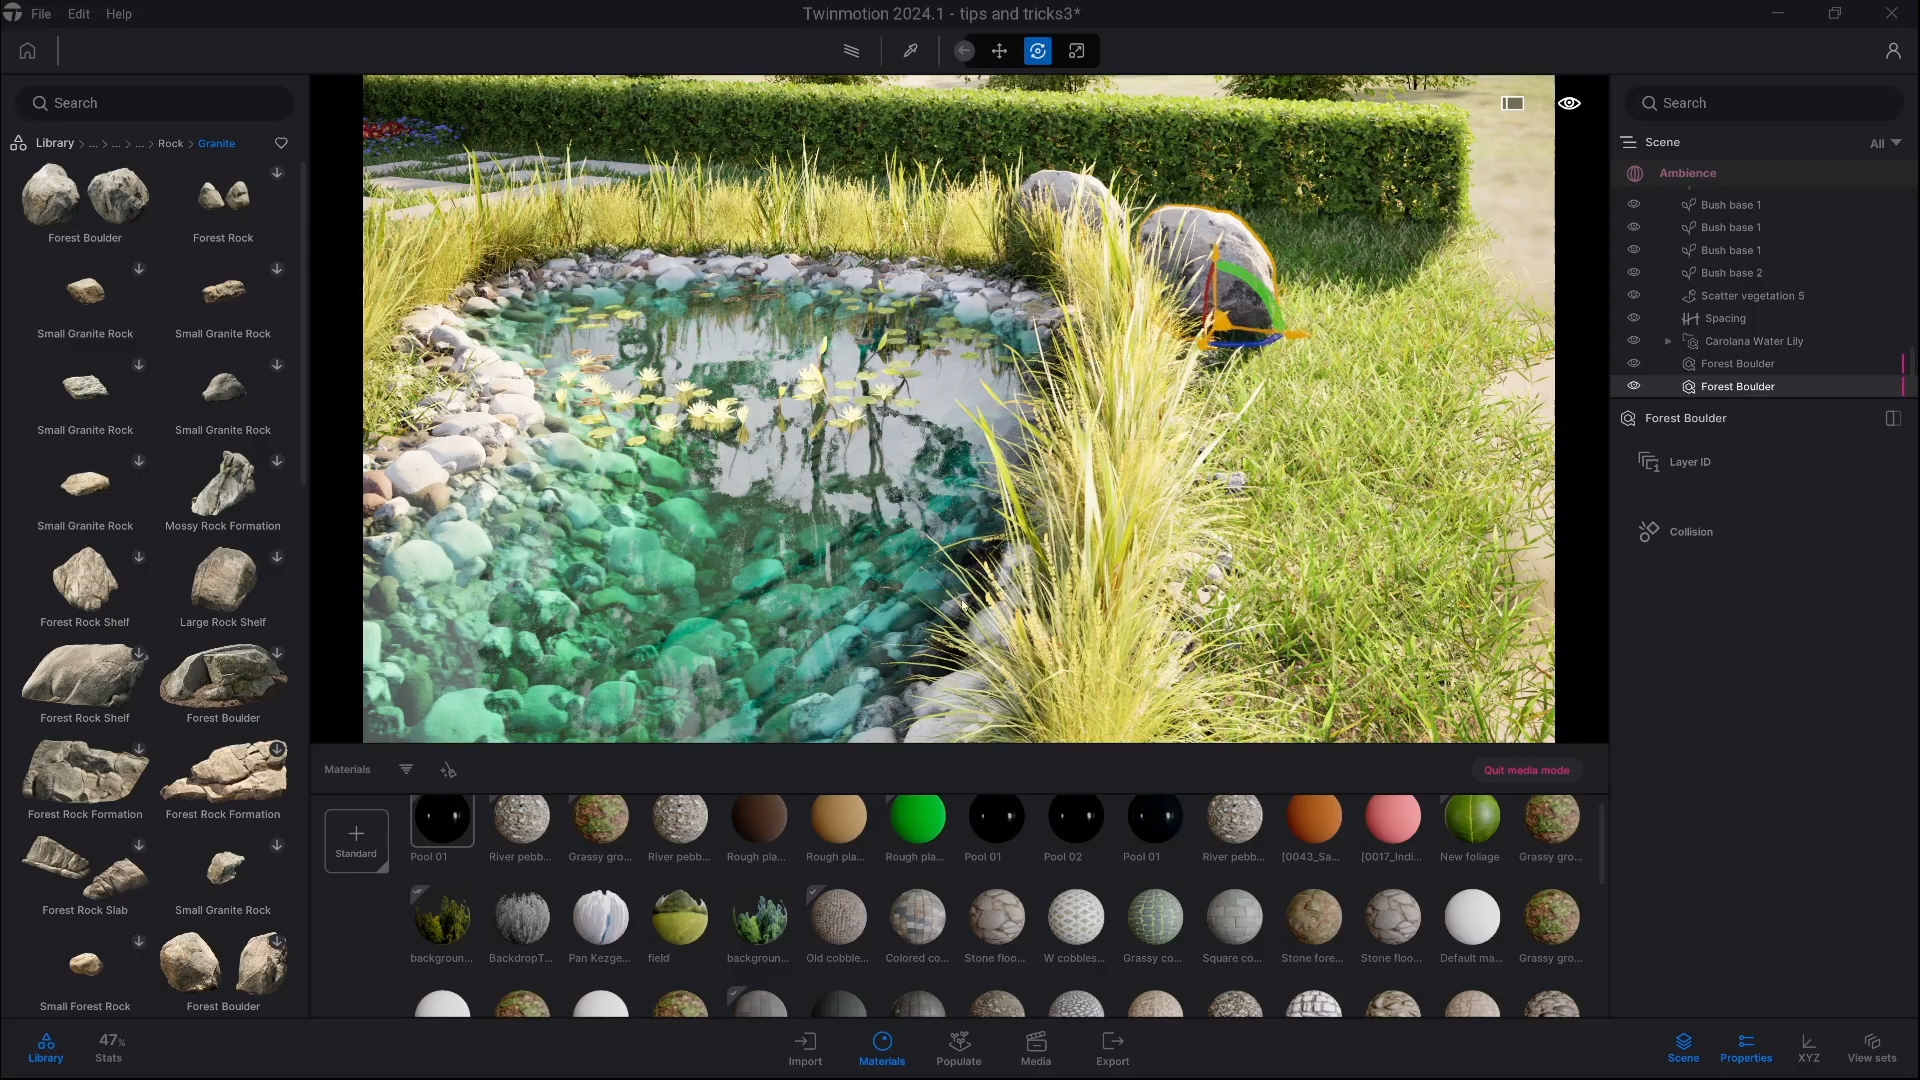 File Edit Help
Twinmotion 2024.1 - tips and tricks3*
Search
Library > ... > ... > ... > Rock > Granite
Forest Boulder
Forest Rock
Small Granite Rock
Small Granite Rock
Small Granite Rock
Small Granite Rock
Small Granite Rock
Mossy Rock Formation
Forest Rock Shelf
Large Rock Shelf
Forest Rock Shelf
Forest Boulder
Forest Rock Formation
Forest Rock Formation
Forest Rock Slab
Small Granite Rock
Small Forest Rock
Forest Boulder
Search
Scene
All
Ambience
Bush base 1
Bush base 1
Bush base 1
Bush base 2
Scatter vegetation 5
Spacing
Carolana Water Lily
Forest Boulder
Forest Boulder
Forest Boulder
Layer ID
Collision
Materials
Quit media mode
Standard
Pool 01
River pebb...
Grassy gro...
River pebb...
Rough pla...
Rough pla...
Rough pla...
Pool 01
Pool 02
Pool 01
River pebb...
[0043_Sa...
[0017_Indi...
New foliage
Grassy gro...
backgroun...
BackdropT...
Pan Kezge...
field
backgroun...
Old cobble...
Colored co...
Stone floo...
W cobbles...
Grassy co...
Square co...
Stone fore...
Stone floo...
Default ma...
Grassy gro...
Library
47%
Stats
Import
Materials
Populate
Media
Export
Scene
Properties
XYZ
View sets